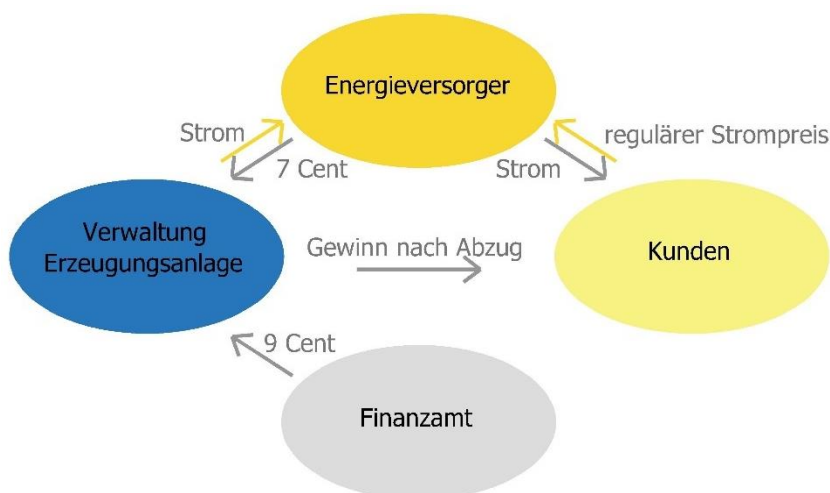 Energieversorger
Strom
regulärer Strompreis
7 Cent
Strom
Verwaltung
Erzeugungsanlage
Gewinn nach Abzug
Kunden
9 Cent
Finanzamt